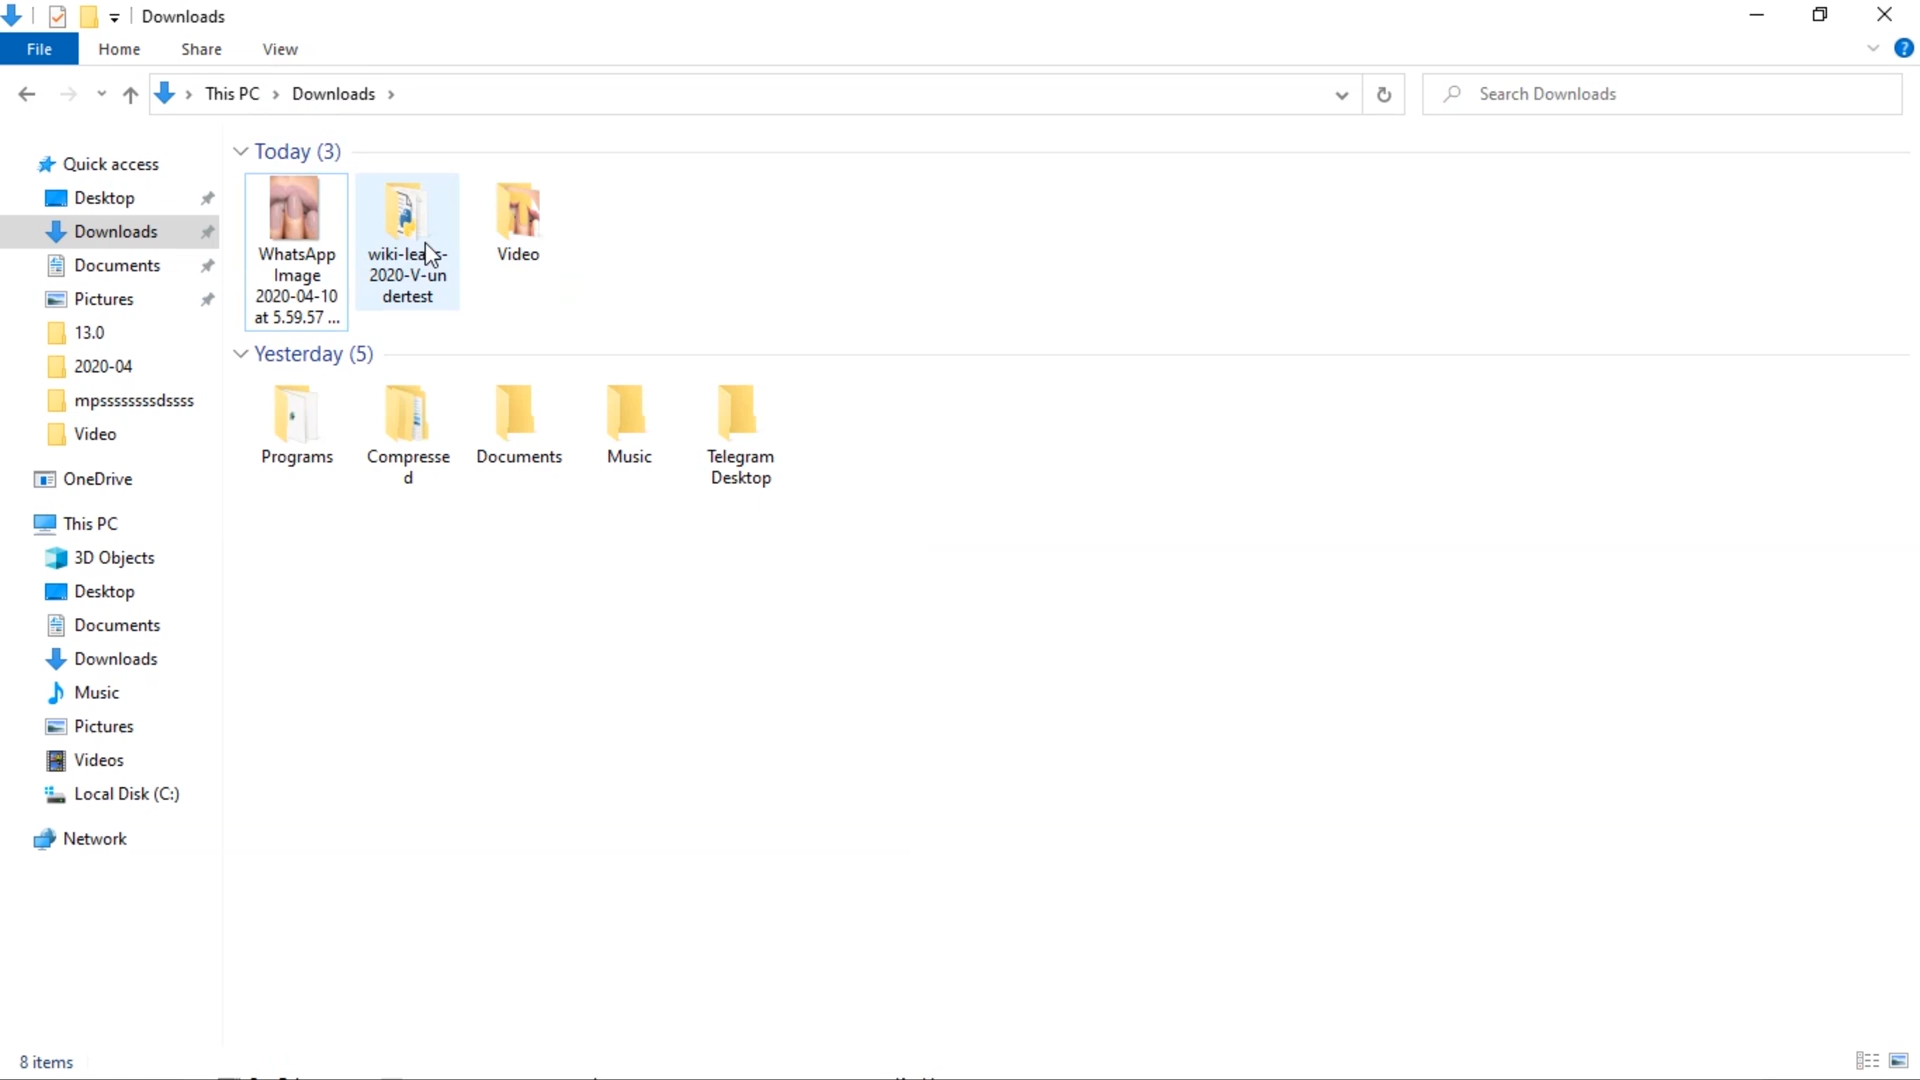 Downloads
File Home Share View
This PC Downloads
Search Downloads
Quick access
Desktop
Downloads
Documents
Pictures
13.0
2020-04
mpsssssssdssss
Video
OneDrive
This PC
3D Objects
Desktop
Documents
Downloads
Music
Pictures
Videos
Local Disk (C:)
Network
Today (3)
WhatsApp
Image
2020-04-10
at 5.59.57 ...
2020-V-un
dertest
Video
Yesterday (5)
Programs
Compresse
d
Documents
Music
Telegram
Desktop
8 items